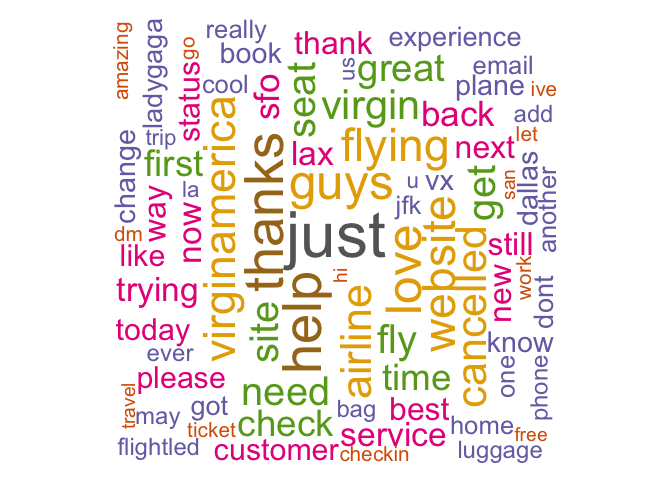 amazing
ladygaga
go
status
really
book
cool
thank
us
experience
great
email
plane
ive
sfo
seat
virgin
back
add
let
trip
change
first
virginamerica
thanks
lax
flying
next
guys
u
vx
get
san
dallas
another
la
way
now
jfk
just
love
website
cancelled
still
dm
like
hi
work
new
dont
trying
help
site
airline
today
fly
know
ever
please
time
one
phone
need
travel
may
got
bag
best
home
free
ticket
check
service
flightled
customer
checkin
luggage